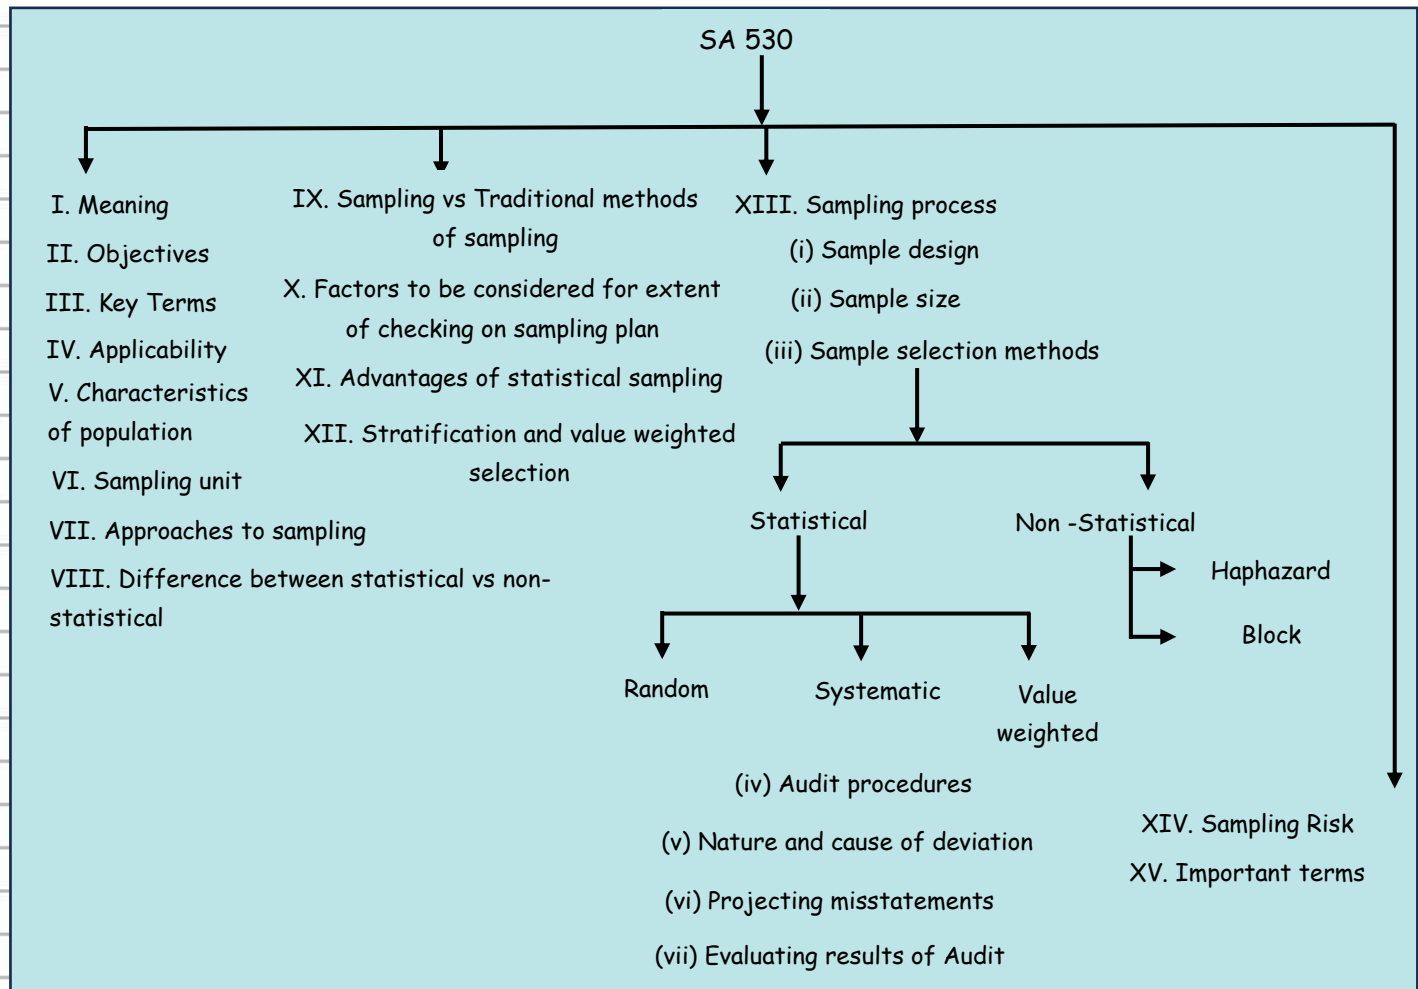 SA 530
I. Meaning
II. Objectives
III. Key Terms
IV. Applicability
V. Characteristics
of population
VI. Sampling unit
VII. Approaches to sampling
VIII. Difference between statistical vs non-
statistical
IX. Sampling vs Traditional methods
of sampling
X. Factors to be considered for extent
of checking on sampling plan
XI. Advantages of statistical sampling
XII. Stratification and value weighted
selection
XIII. Sampling process
(i) Sample design
(ii) Sample size
(iii) Sample selection methods
Statistical
Non -Statistical
Haphazard
Block
Random
Systematic
Value
weighted
(iv) Audit procedures
(v) Nature and cause of deviation
(vi) Projecting misstatements
(vii) Evaluating results of Audit
XIV. Sampling Risk
XV. Important terms